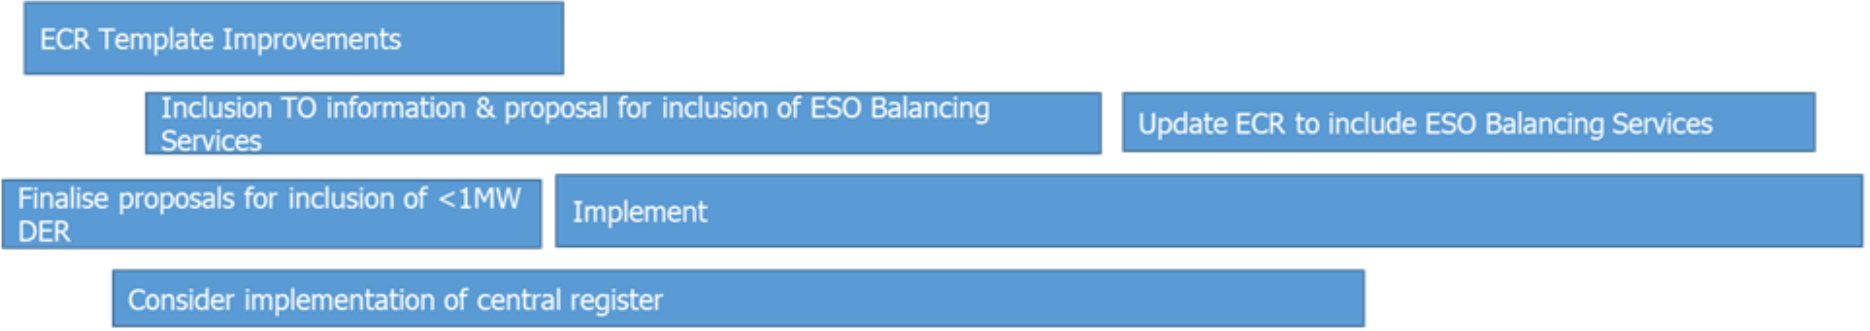 ECR Template Improvements
Inclusion TO information & proposal for inclusion of ESO Balancing
Services
Update ECR to include ESO Balancing Services
Finalise proposals for inclusion of <1MW
DER
Implement
Consider implementation of central register